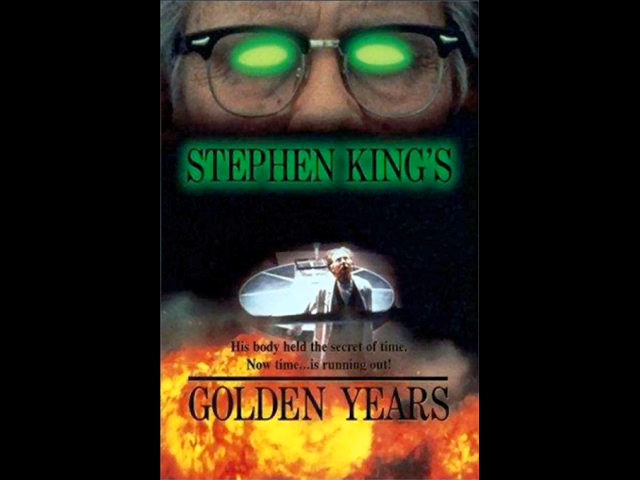 STEPHEN KING'S
His body held the secret of time.
Now time...is running out!
GOLDEN YEARS